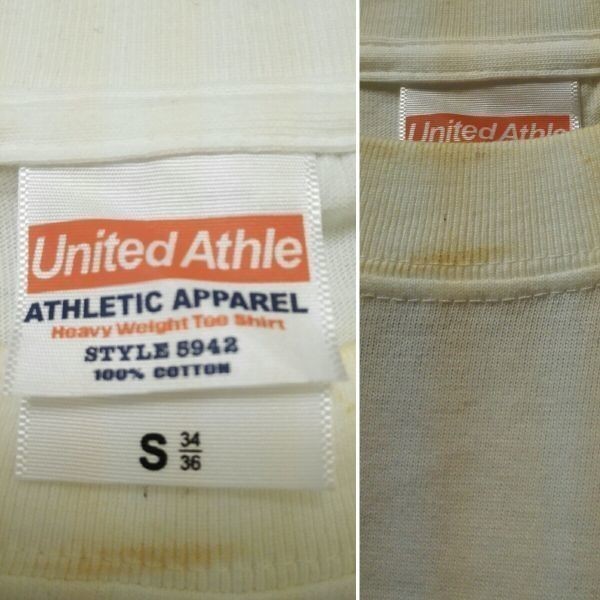 United Athle
ATHLETIC APPAREL
Heavy Weight Tee Shirt
STYLE 5942
100% COTTON
S 34
36
United Athle